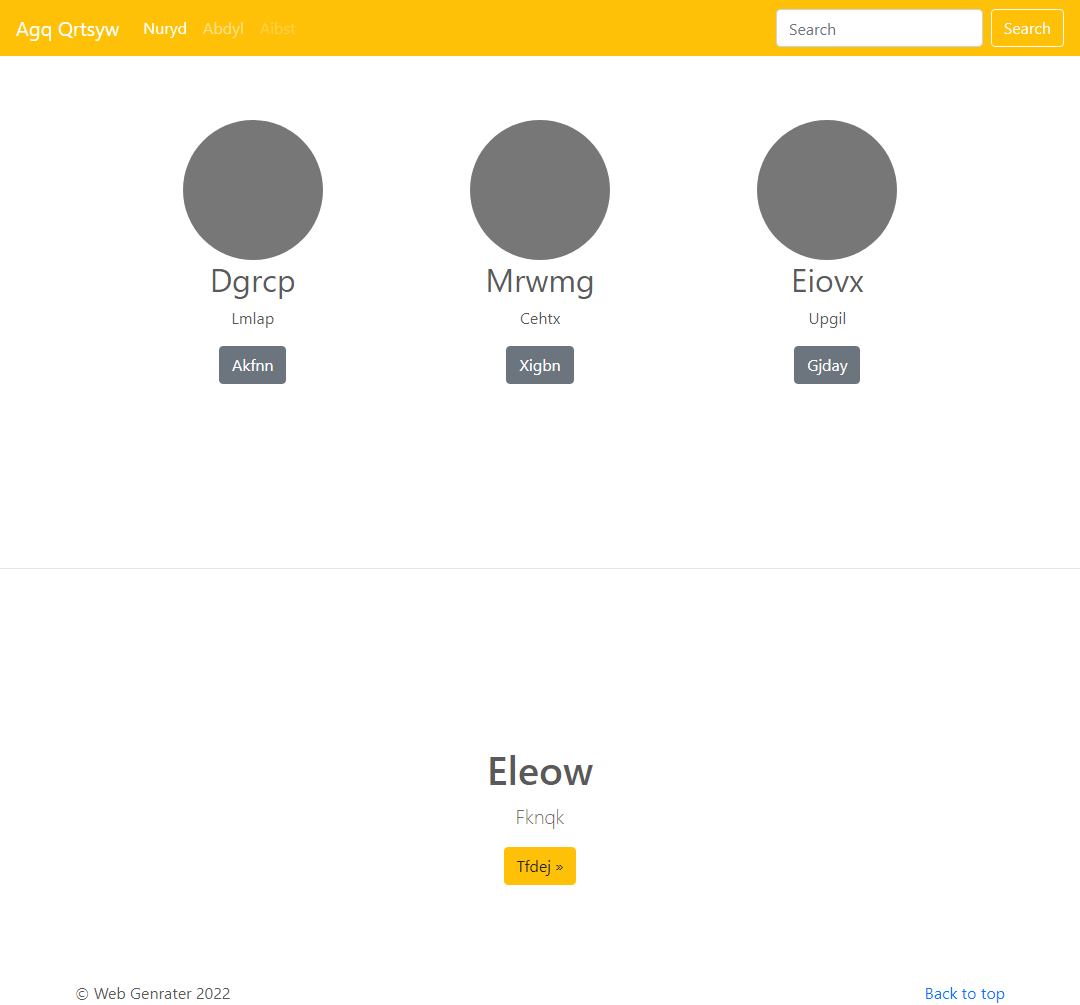 Agq Qrtsyw Nuryd Abdyl Aibst Search Search
Dgrcp Mrwmg Eiovx
Lmlap Cehtx Upgil
Akfnn Xigbn Gjday
Eleow
Fknqk
Tfdej »
© Web Genrater 2022 Back to top